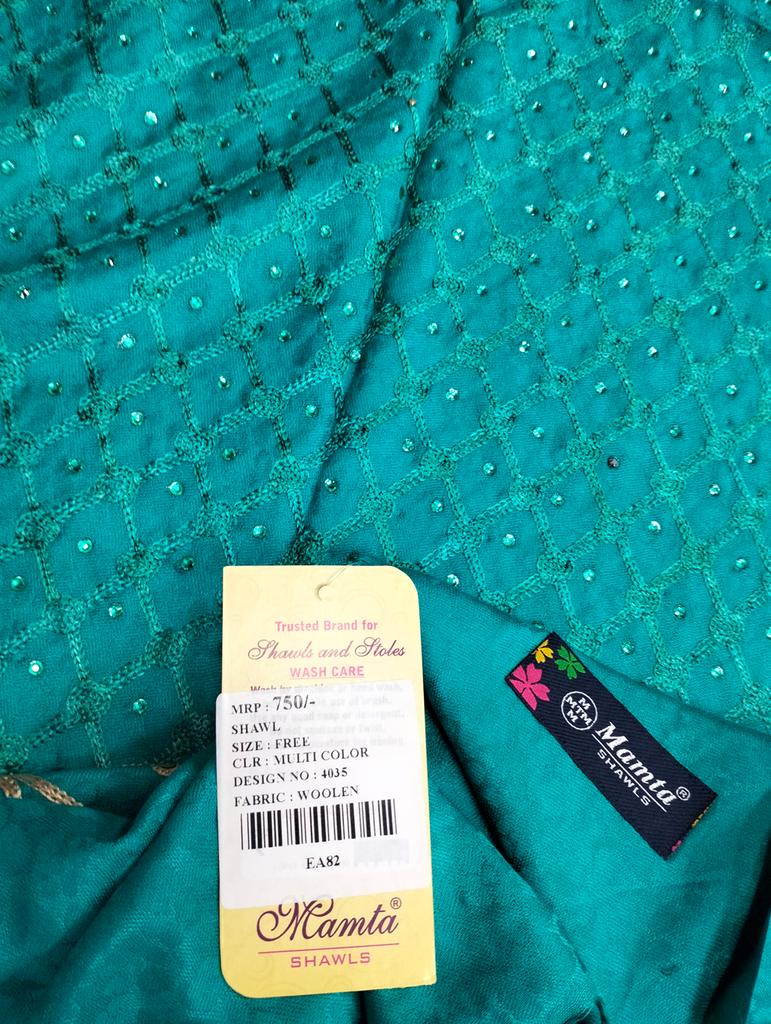 Trusted Brand for
Shawls and Stoles
WASH CARE
MRP : 750/-
SHAWL
SIZE : FREE
CLR : MULTI COLOR
DESIGN NO : 4035
FABRIC : WOOLEN
EA82
Mamta®
SHAWLS
M
MTM
M
Mamta®
SHAWLS